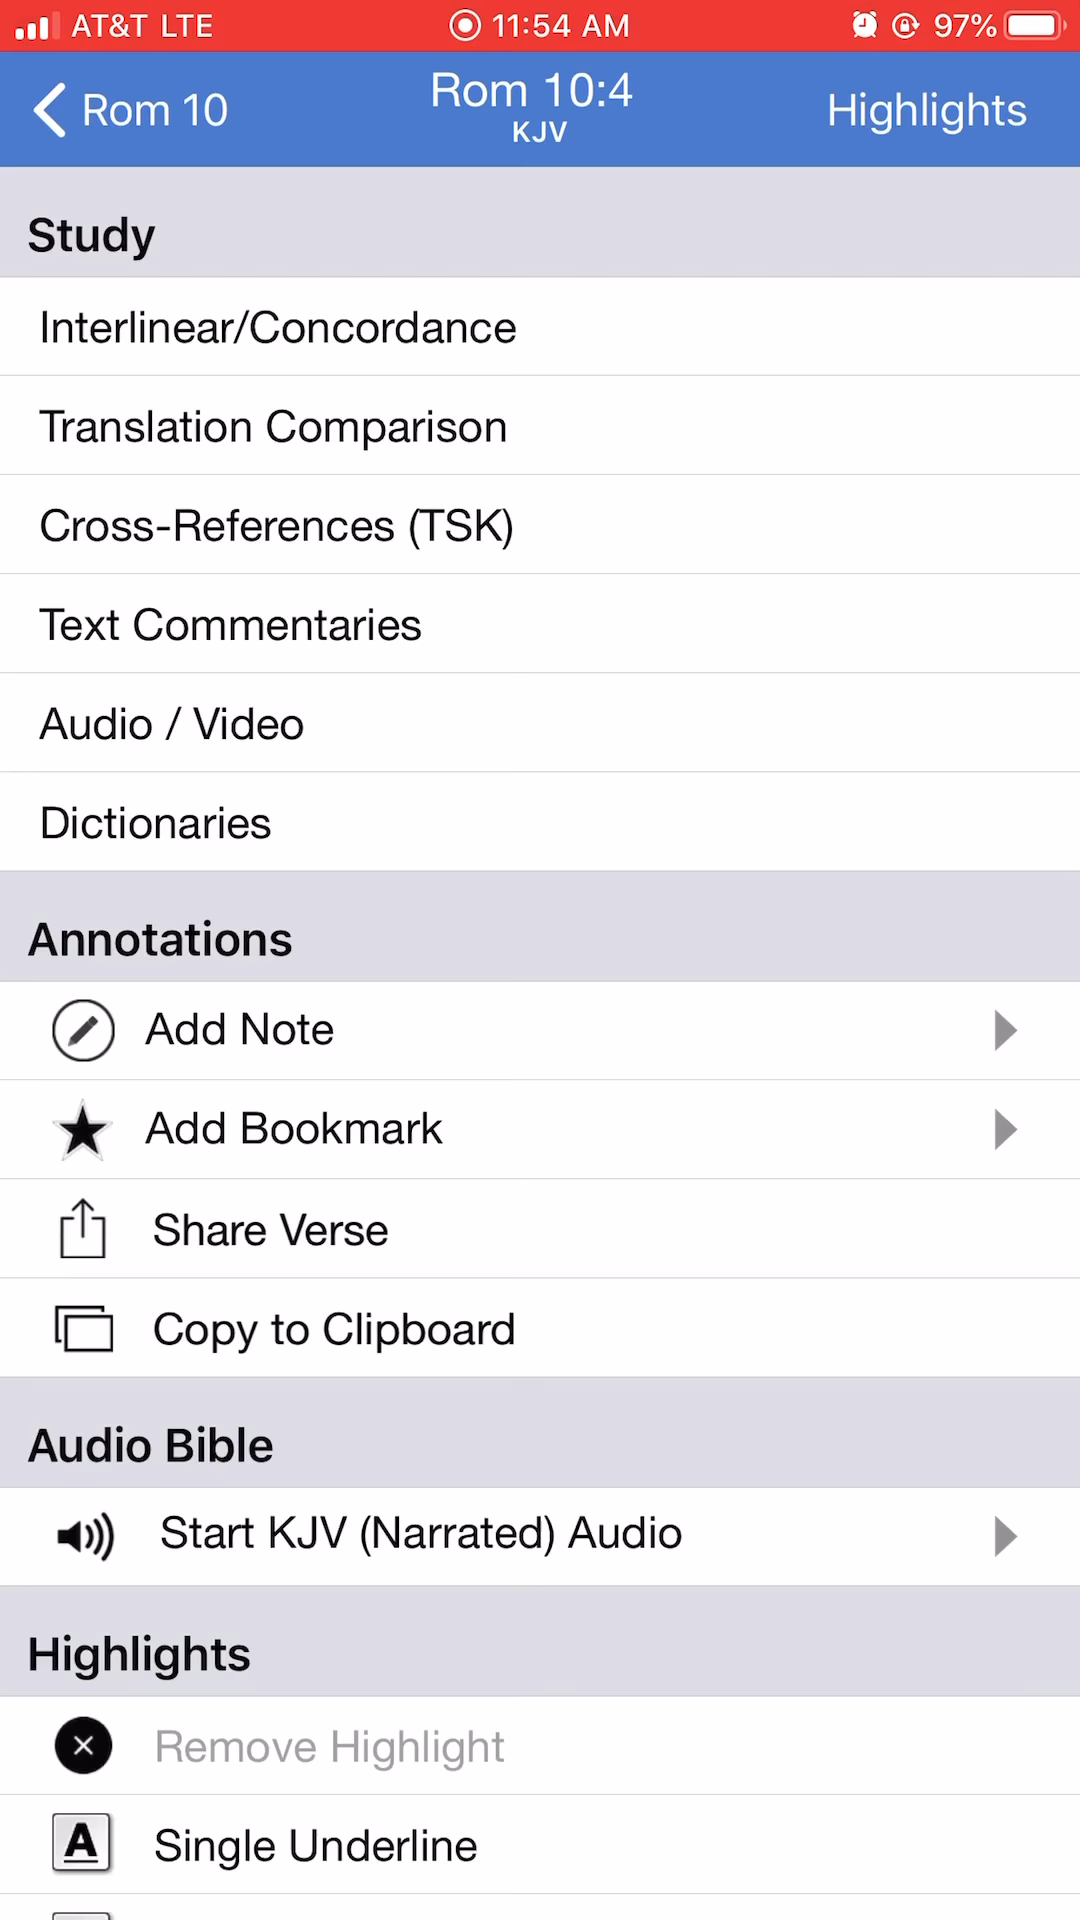 AT&T LTE 11:54 AM 97%
Rom 10 Rom 10:4 Highlights
KJV
Study
Interlinear/Concordance
Translation Comparison
Cross-References (TSK)
Text Commentaries
Audio / Video
Dictionaries
Annotations
Add Note
Add Bookmark
Share Verse
Copy to Clipboard
Audio Bible
Start KJV (Narrated) Audio
Highlights
Remove Highlight
A Single Underline